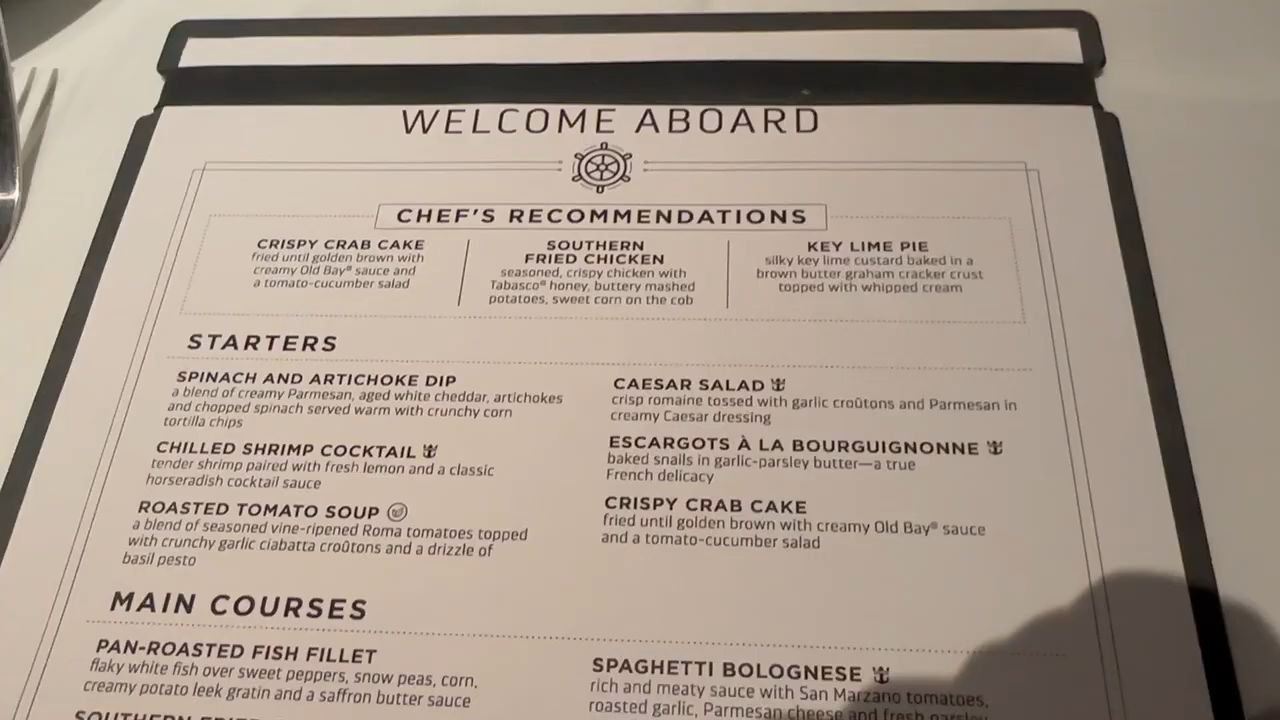 WELCOME ABOARD
CHEF'S RECOMMENDATIONS
CRISPY CRAB CAKE
fried until golden brown with
creamy Old Bay® sauce and
a tomato-cucumber salad
SOUTHERN
FRIED CHICKEN
seasoned, crispy chicken with
Tabasco® honey, buttery mashed
potatoes, sweet corn on the cob
KEY LIME PIE
silky key lime custard baked in a
brown butter graham cracker crust
topped with whipped cream
STARTERS
SPINACH AND ARTICHOKE DIP
a blend of creamy Parmesan, aged white cheddar, artichokes
and chopped spinach served warm with crunchy corn
tortilla chips
CHILLED SHRIMP COCKTAIL
tender shrimp paired with fresh lemon and a classic
horseradish cocktail sauce
ROASTED TOMATO SOUP
a blend of seasoned vine-ripened Roma tomatoes topped
with crunchy garlic ciabatta croûtons and a drizzle of
basil pesto
CAESAR SALAD
crisp romaine tossed with garlic croûtons and Parmesan in
creamy Caesar dressing
ESCARGOTS À LA BOURGUIGNONNE
baked snails in garlic-parsley butter—a true
French delicacy
CRISPY CRAB CAKE
fried until golden brown with creamy Old Bay® sauce
and a tomato-cucumber salad
MAIN COURSES
PAN-ROASTED FISH FILLET
flaky white fish over sweet peppers, snow peas, corn,
creamy potato leek gratin and a saffron butter sauce
SOUTHERN
SPAGHETTI BOLOGNESE
rich and meaty sauce with San Marzano tomatoes,
roasted garlic, Parmesan cheese and fresh parsley